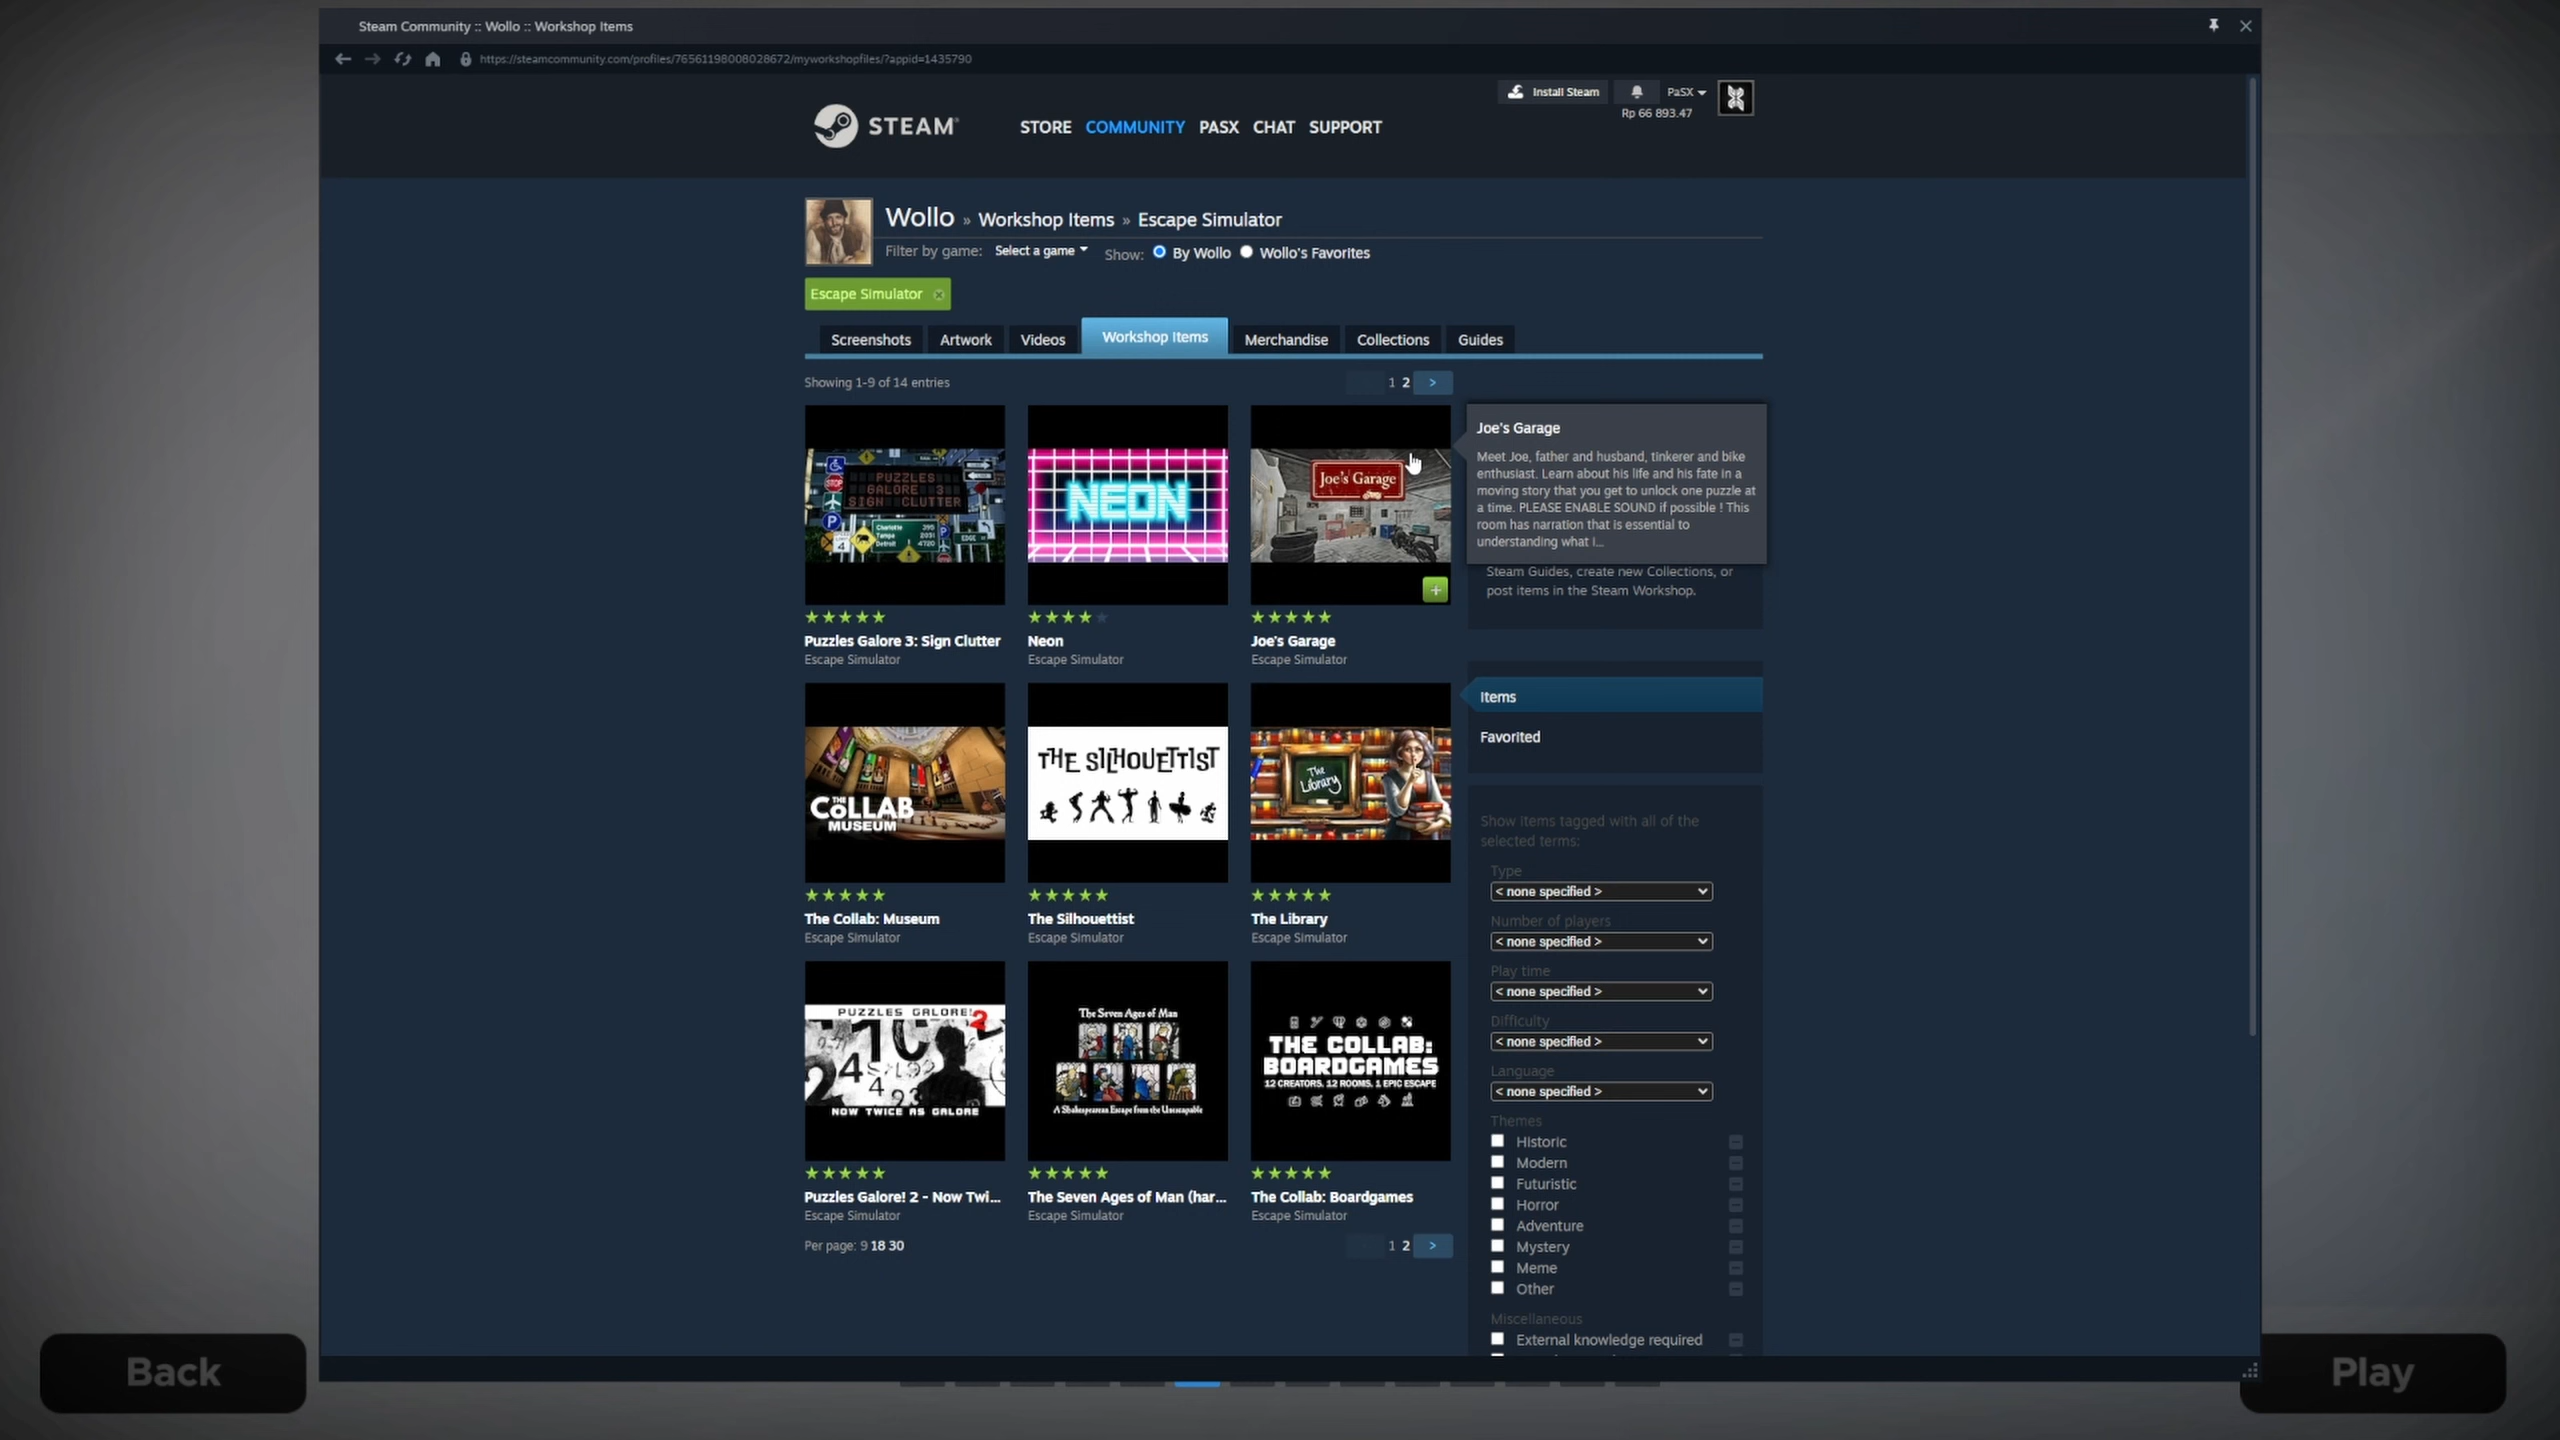 Steam Community :: Wollo :: Workshop Items
https://steamcommunity.com/profiles/76561198008028672/myworkshopfiles/?appid=1435790
Install Steam
PaSX
Rp 66 893.47
STEAM
STORE COMMUNITY PASX CHAT SUPPORT
Wollo » Workshop Items » Escape Simulator
Filter by game: Select a game Show: By Wollo Wollo's Favorites
Escape Simulator
Screenshots Artwork Videos Workshop Items Merchandise Collections Guides
Showing 1-9 of 14 entries
1 2 >
PUZZLES
GALORE 3
SIGN CLUTTER
NEON
Joe's Garage
Joe's Garage
Meet Joe, father and husband, tinkerer and bike
enthusiast. Learn about his life and his fate in a
moving story that you get to unlock one puzzle at
a time. PLEASE ENABLE SOUND if possible ! This
room has narration that is essential to
understanding what i...
Steam Guides, create new Collections, or
post items in the Steam Workshop.
Puzzles Galore 3: Sign Clutter
Escape Simulator
Neon
Escape Simulator
Joe's Garage
Escape Simulator
THE COLLAB
MUSEUM
THE SILHOUETTIST
The
Library
The Collab: Museum
Escape Simulator
The Silhouettist
Escape Simulator
The Library
Escape Simulator
PUZZLES GALORE! 2
NOW TWICE AS GALORE
The Seven Ages of Man
A Shakespearean Escape from the Unescapable
THE COLLAB:
BOARDGAMES
12 CREATORS. 12 ROOMS. 1 EPIC ESCAPE
Puzzles Galore! 2 - Now Twi...
Escape Simulator
The Seven Ages of Man (har...
Escape Simulator
The Collab: Boardgames
Escape Simulator
Per page: 9 18 30
1 2 >
Items
Favorited
Show items tagged with all of the
selected terms:
Type
< none specified >
Number of players
< none specified >
Play time
< none specified >
Difficulty
< none specified >
Language
< none specified >
Themes
Historic
Modern
Futuristic
Horror
Adventure
Mystery
Meme
Other
Miscellaneous
External knowledge required
Back
Play